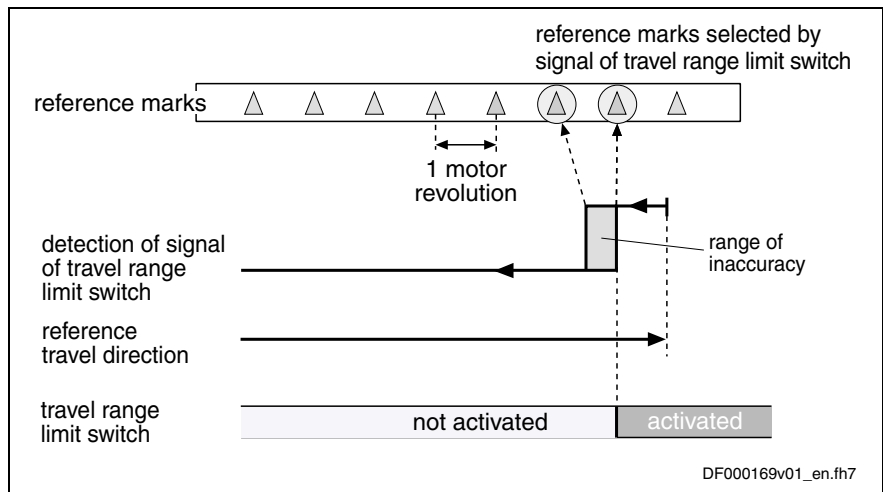 reference marks selected by
signal of travel range limit switch
reference marks
1 motor
revolution
detection of signal
of travel range
limit switch
range of
inaccuracy
reference
travel direction
travel range
limit switch
not activated
activated
DF000169v01_en.fh7